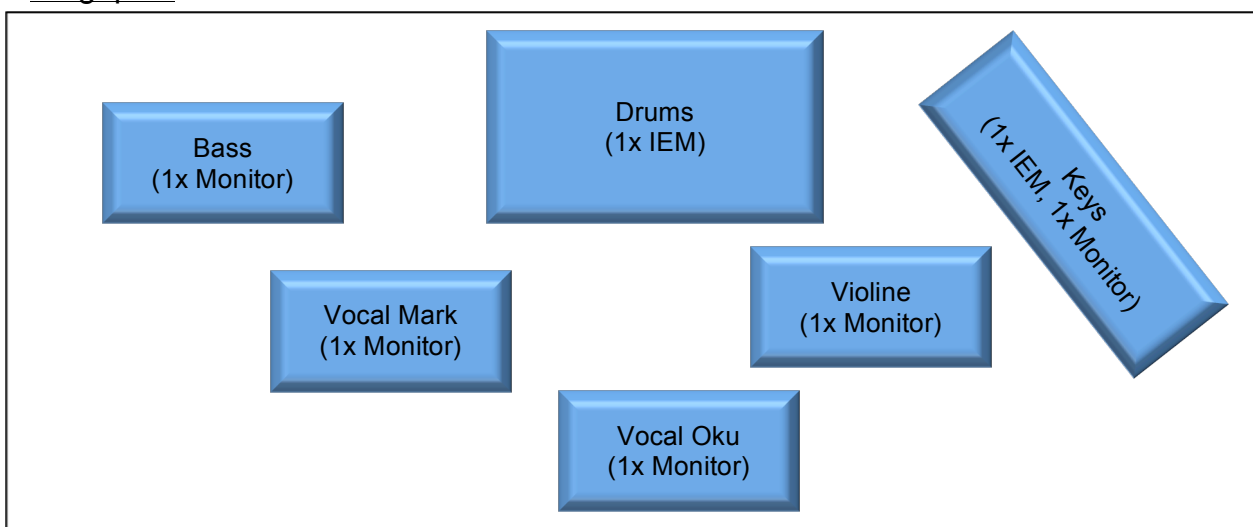 Drums
(1x IEM)
Bass
(1x Monitor)
Keys
(1x IEM, 1x Monitor)
Violine
(1x Monitor)
Vocal Mark
(1x Monitor)
Vocal Oku
(1x Monitor)